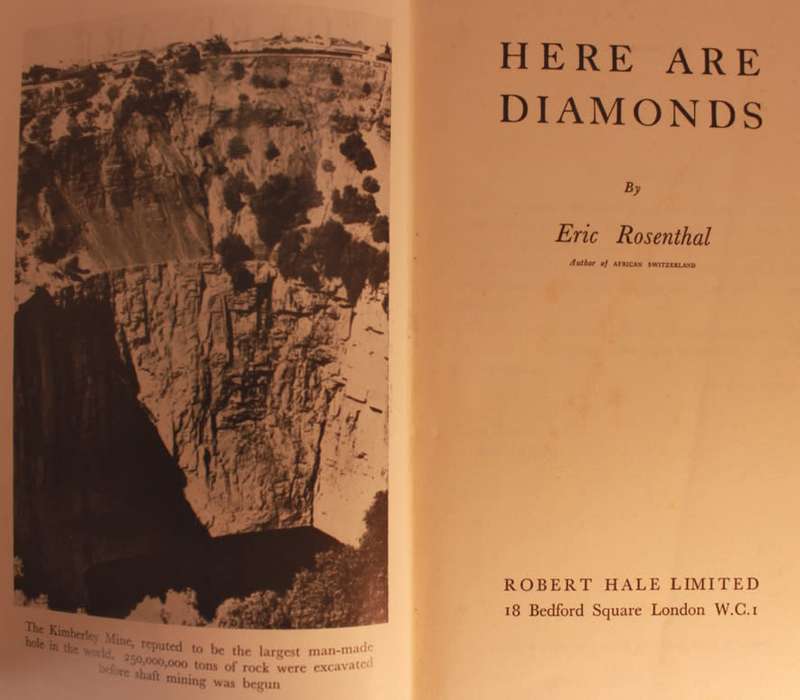 The Kimberley Mine, reputed to be the largest man-made
hole in the world. 250,000,000 tons of rock were excavated
before shaft mining was begun
HERE ARE
DIAMONDS
By
Eric Rosenthal
Author of AFRICAN SWITZERLAND
ROBERT HALE LIMITED
18 Bedford Square London W.C.1